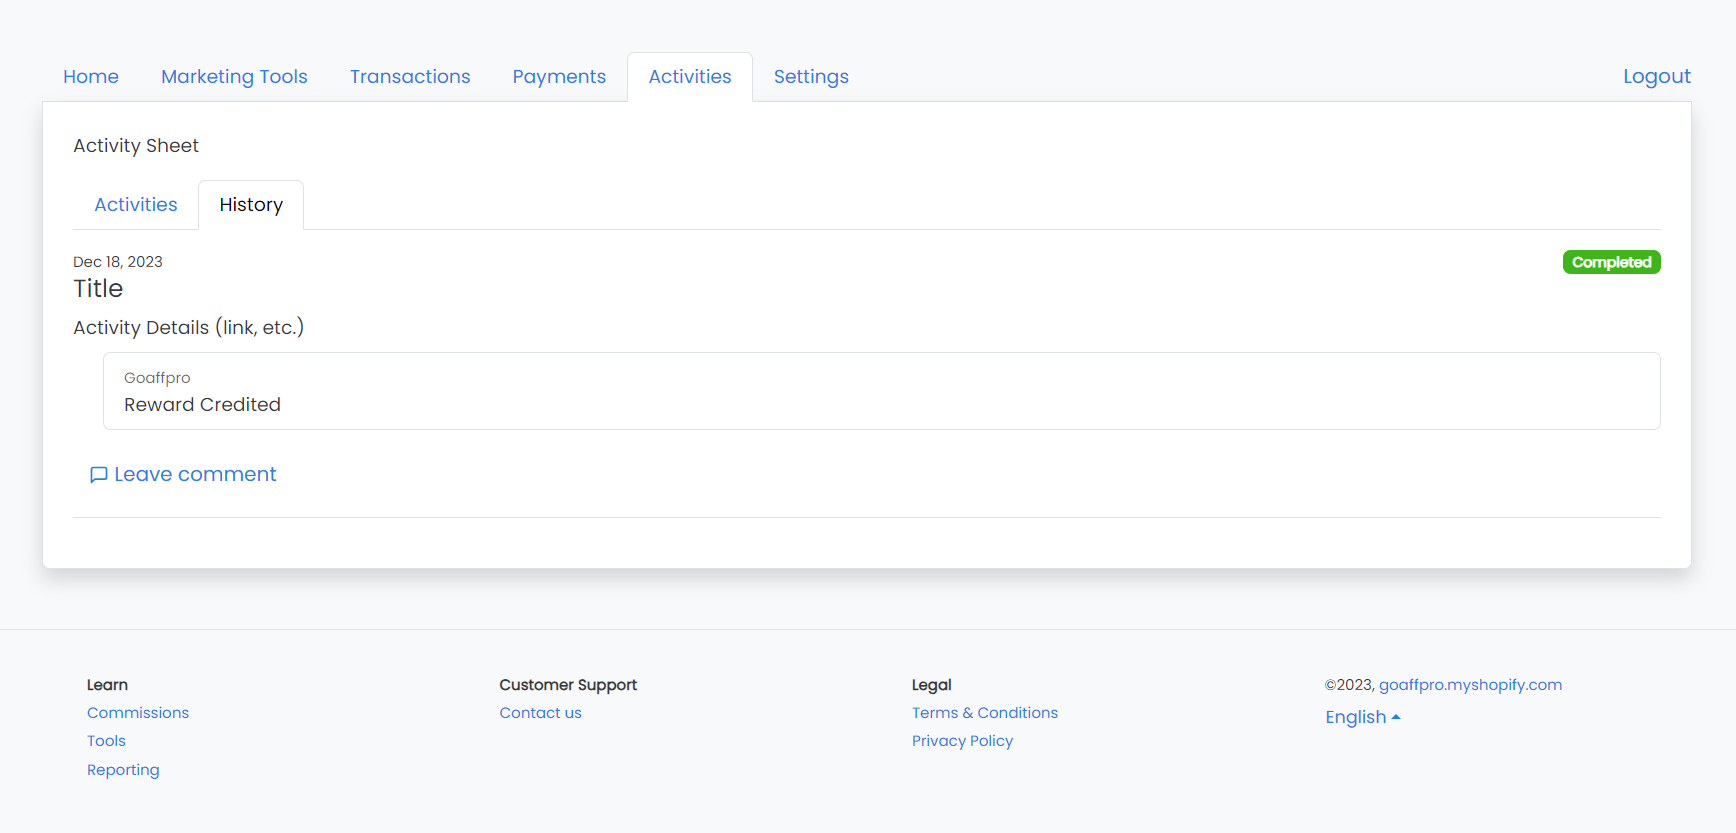 Home Marketing Tools Transactions Payments Activities Settings Logout
Activity Sheet
Activities History
Dec 18, 2023 Completed
Title
Activity Details (link, etc.)
Goaffpro
Reward Credited
Leave comment
Learn
Commissions
Tools
Reporting
Customer Support
Contact us
Legal
Terms & Conditions
Privacy Policy
©2023, goaffpro.myshopify.com
English